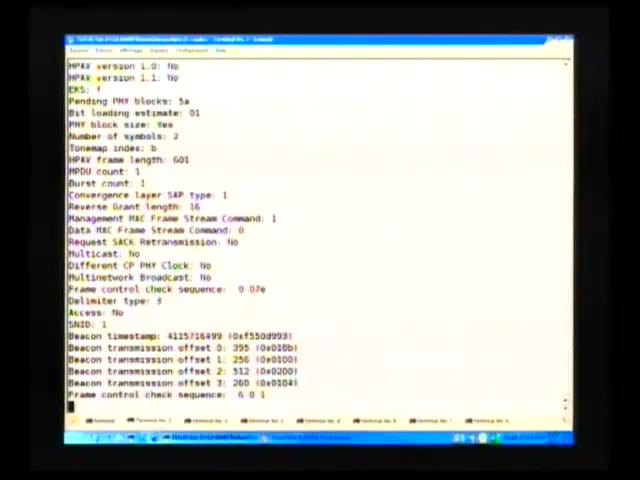 HPAV version 1.0: No
HPAV version 1.1: No
EKS: f
Pending PHY blocks: 5a
Bit loading estimate: 01
PHY block size: Yes
Number of symbols: 2
Tonemap index: b
HPAV frame length: 601
MPDU count: 1
Burst count: 1
Convergence layer SAP type: 1
Reverse Grant length: 16
Management MAC Frame Stream Command: 1
Data MAC Frame Stream Command: 0
Request SACK Retransmission: No
Multicast: No
Different CP PHY Clock: No
Multinetwork Broadcast: No
Frame control check sequence:
Delimiter type: 3
Access: No
SNID: 1
Beacon timestamp: 4115716499 (0xf550d993)
Beacon transmission offset 0: 395 (0x018b)
Beacon transmission offset 1: 256 (0x0100)
Beacon transmission offset 2: 512 (0x0200)
Beacon transmission offset 3: 260 (0x0104)
Frame control check sequence: